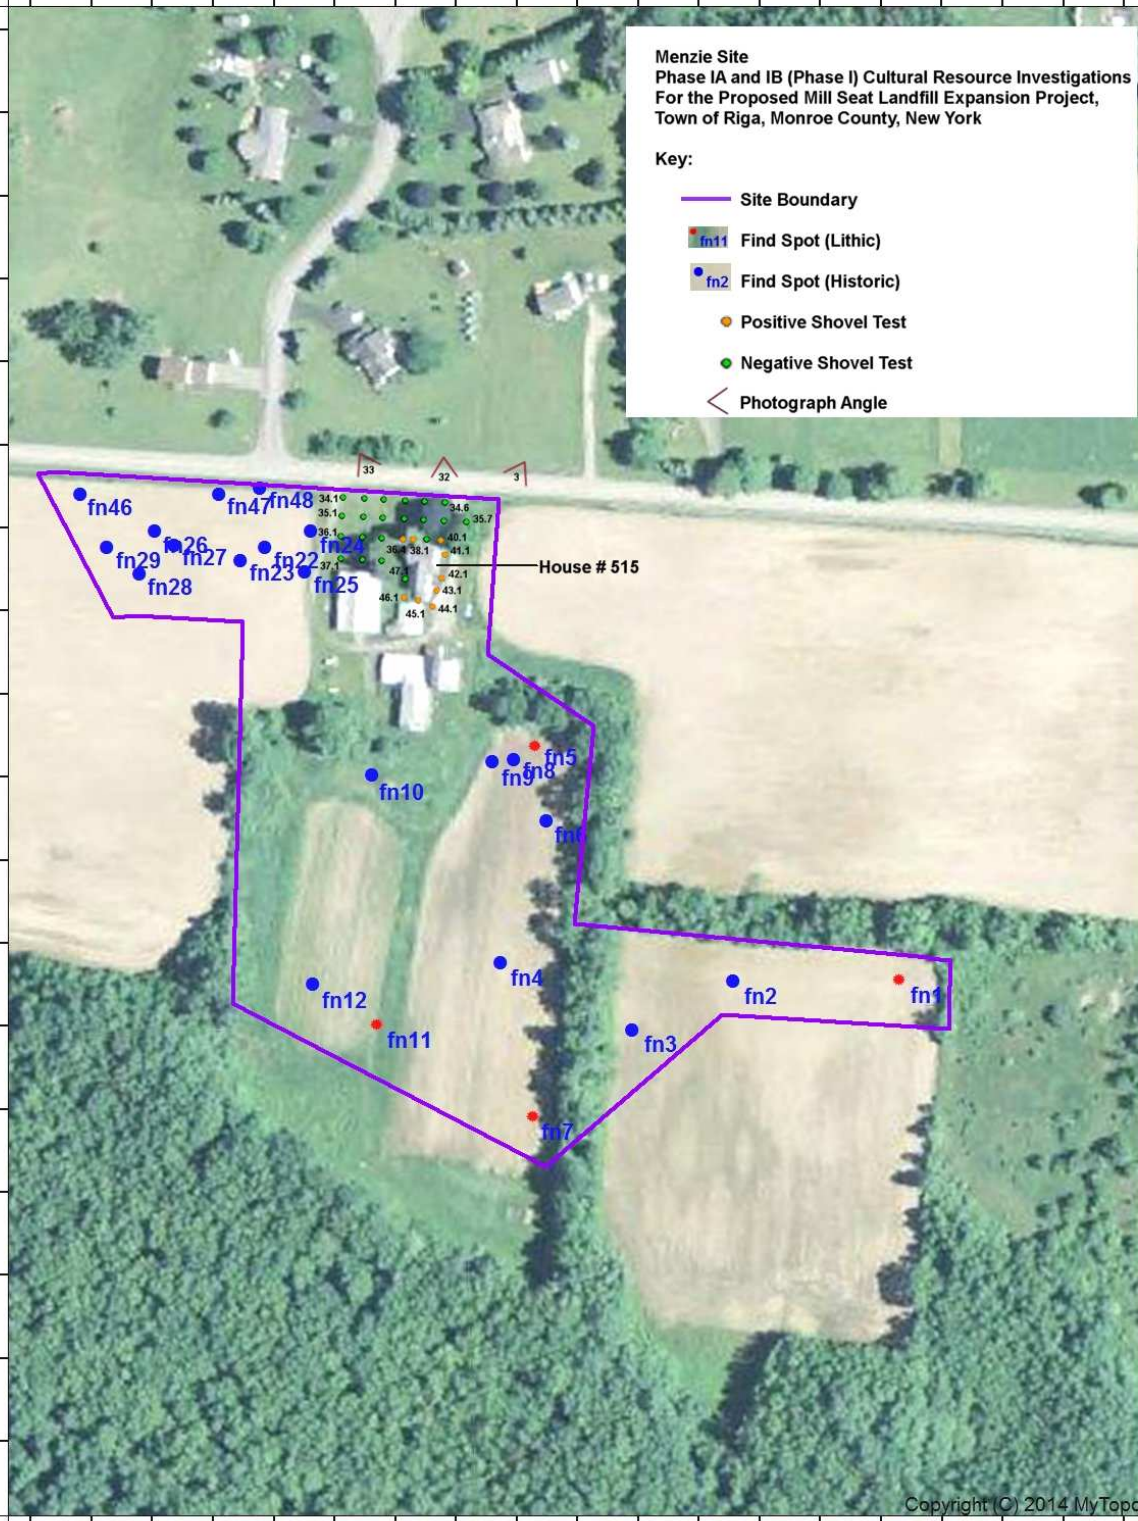 Menzie Site
Phase IA and IB (Phase I) Cultural Resource Investigations
For the Proposed Mill Seat Landfill Expansion Project,
Town of Riga, Monroe County, New York
Key:
Site Boundary
fn11 Find Spot (Lithic)
fn2 Find Spot (Historic)
Positive Shovel Test
Negative Shovel Test
Photograph Angle
33
32
3
fn46
fn47
fn48
34.1
34.6
35.1
35.7
fn26
fn24
36.1
36.4
38.1
40.1
fn29
fn27
fn22
41.1
fn23
37.1
47.1
House # 515
fn28
fn25
42.1
46.1
43.1
45.1
44.1
fn5
fn9
fn8
fn10
fn6
fn4
fn12
fn2
fn1
fn11
fn3
fn7
Copyright (C) 2014 MyTopo